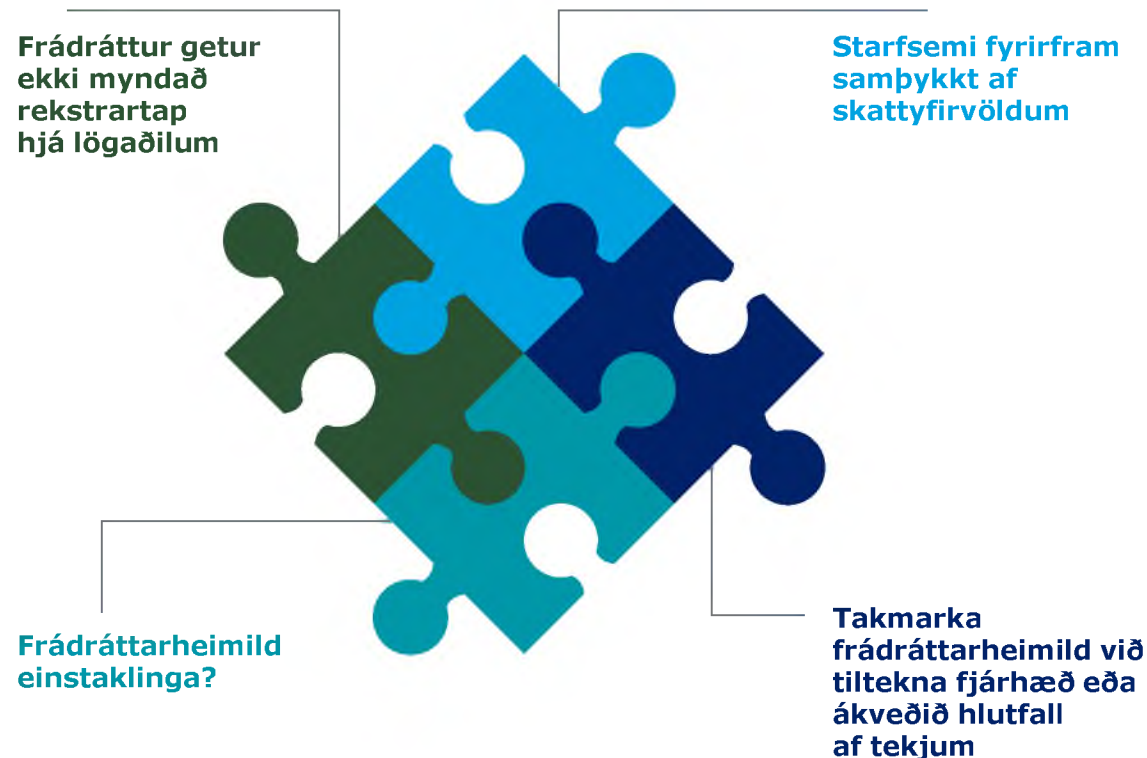 Frádráttur getur
ekki myndað
rekstrartap
hjá lögaðilum
Starfsemi fyrirfram
samþykkt af
skattyfirvöldum
Frádráttarheimild
einstaklinga?
Takmarka
frádráttarheimild við
tiltekna fjárhæð eða
ákveðið hlutfall
af tekjum